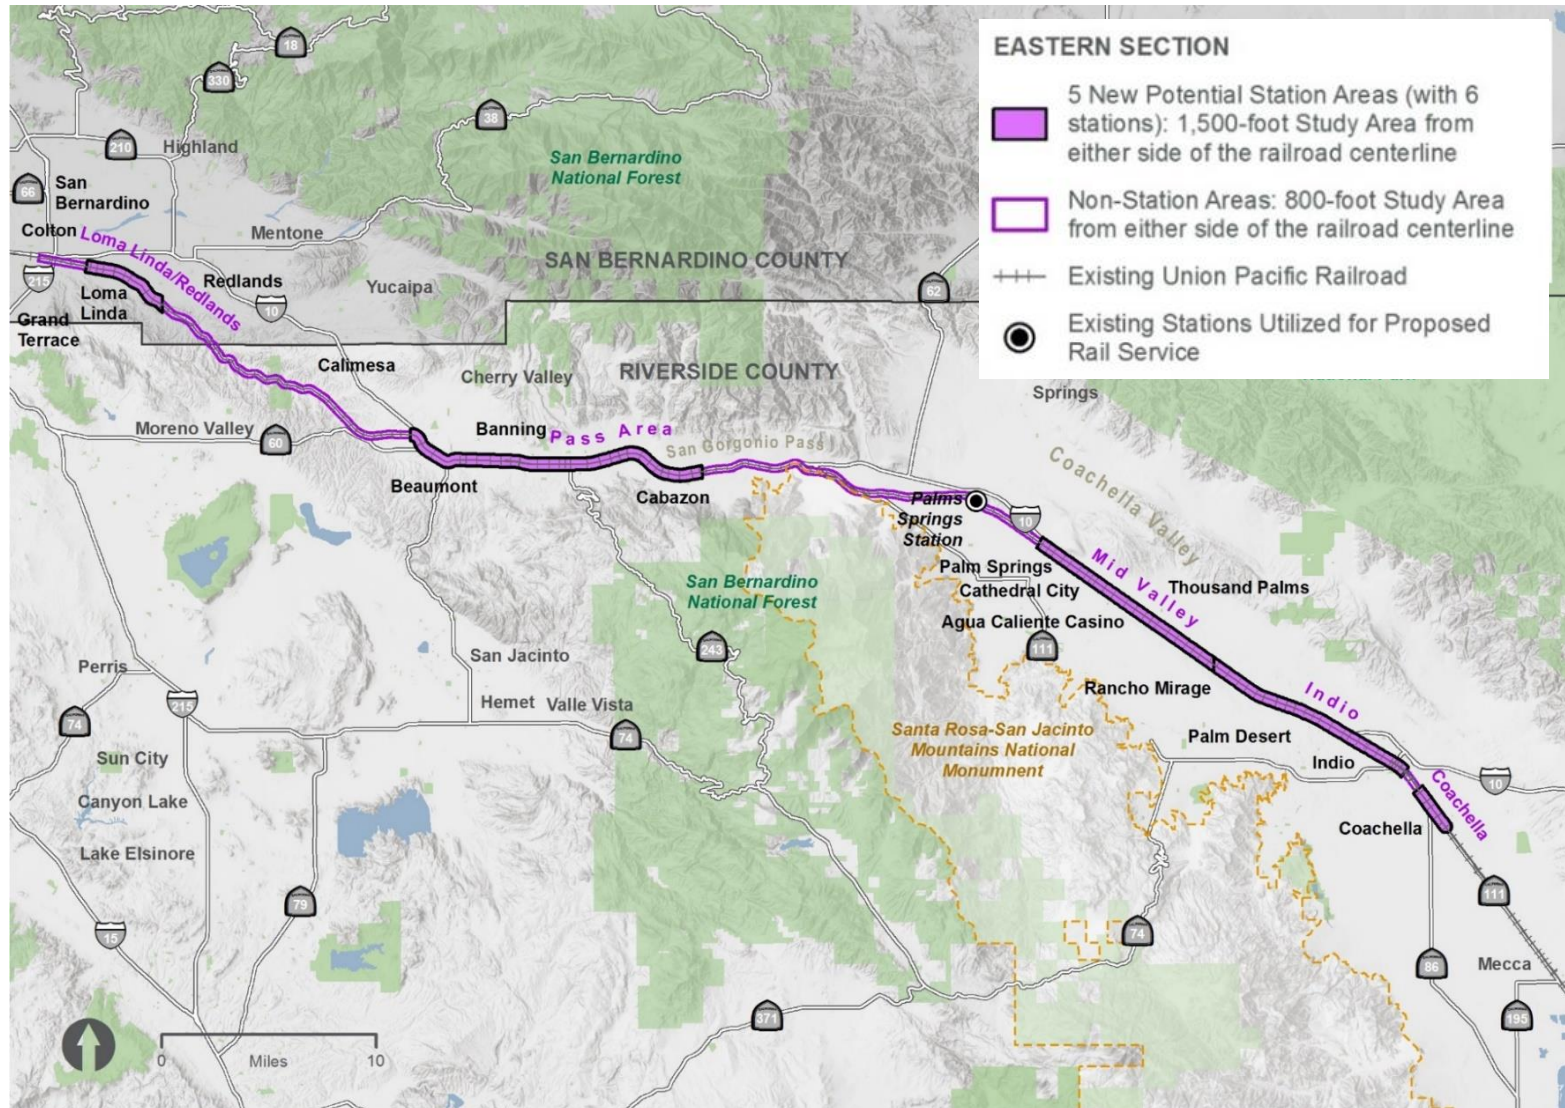 EASTERN SECTION
5 New Potential Station Areas (with 6
stations): 1,500-foot Study Area from
either side of the railroad centerline
Non-Station Areas: 800-foot Study Area
from either side of the railroad centerline
Existing Union Pacific Railroad
Existing Stations Utilized for Proposed
Rail Service
18
330
38
210
Highland
San Bernardino
National Forest
66
San
Bernardino
Colton
Loma Linda/Redlands
Mentone
SAN BERNARDINO COUNTY
215
Redlands
Yucaipa
62
Loma
Linda
10
Grand
Terrace
Calimesa
Cherry Valley
RIVERSIDE COUNTY
Springs
Moreno Valley
60
Banning
Pass Area
San Gorgonio Pass
Coachella Valley
Beaumont
Cabazon
Palms
Springs
Station
10
Mid Valley
Palm Springs
Cathedral City
Thousand Palms
San Bernardino
National Forest
Agua Caliente Casino
243
111
San Jacinto
Perris
Rancho Mirage
Indio
Hemet
Valle Vista
215
74
74
Santa Rosa-San Jacinto
Mountains National
Monumnent
Palm Desert
Sun City
Indio
10
Coachella
Canyon Lake
Coachella
Lake Elsinore
79
111
15
74
86
Mecca
371
195
0
Miles
10